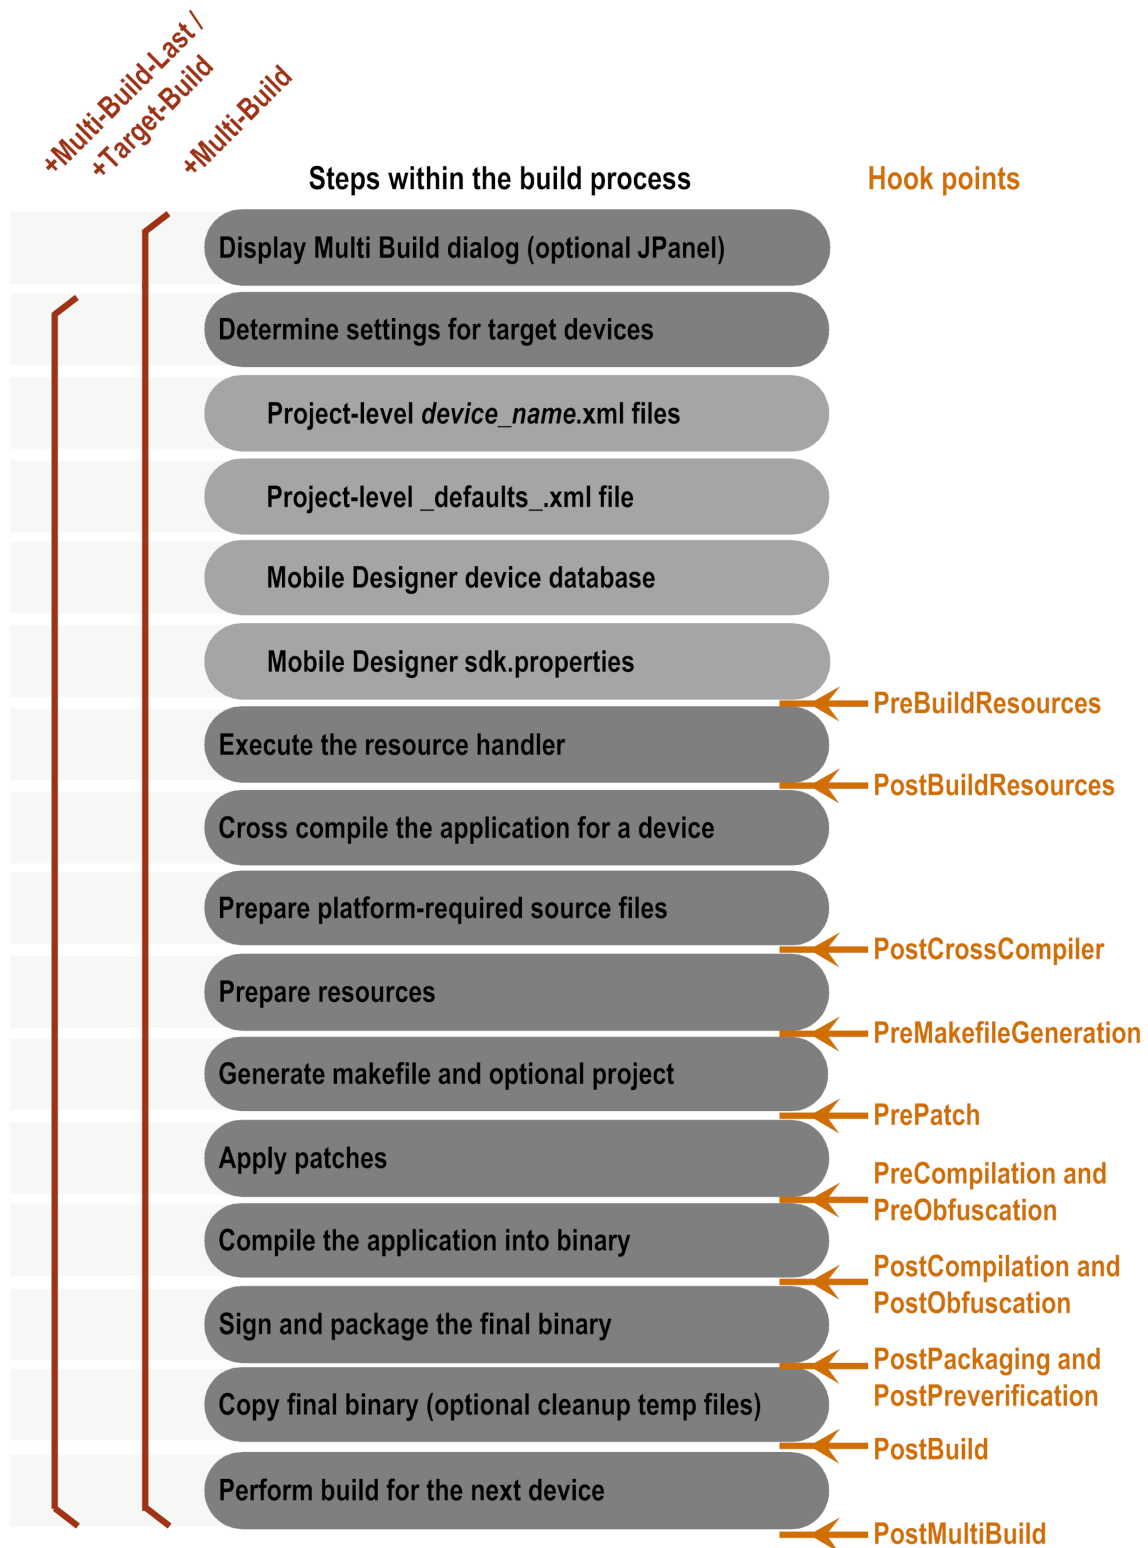 +Multi-Build-Last /
+Target-Build
+Multi-Build
Steps within the build process
Hook points
Display Multi Build dialog (optional JPanel)
Determine settings for target devices
Project-level device_name.xml files
Project-level _defaults_.xml file
Mobile Designer device database
Mobile Designer sdk.properties
PreBuildResources
Execute the resource handler
PostBuildResources
Cross compile the application for a device
Prepare platform-required source files
PostCrossCompiler
Prepare resources
PreMakefileGeneration
Generate makefile and optional project
PrePatch
Apply patches
PreCompilation and
PreObfuscation
Compile the application into binary
PostCompilation and
PostObfuscation
Sign and package the final binary
PostPackaging and
PostPreverification
Copy final binary (optional cleanup temp files)
PostBuild
Perform build for the next device
PostMultiBuild